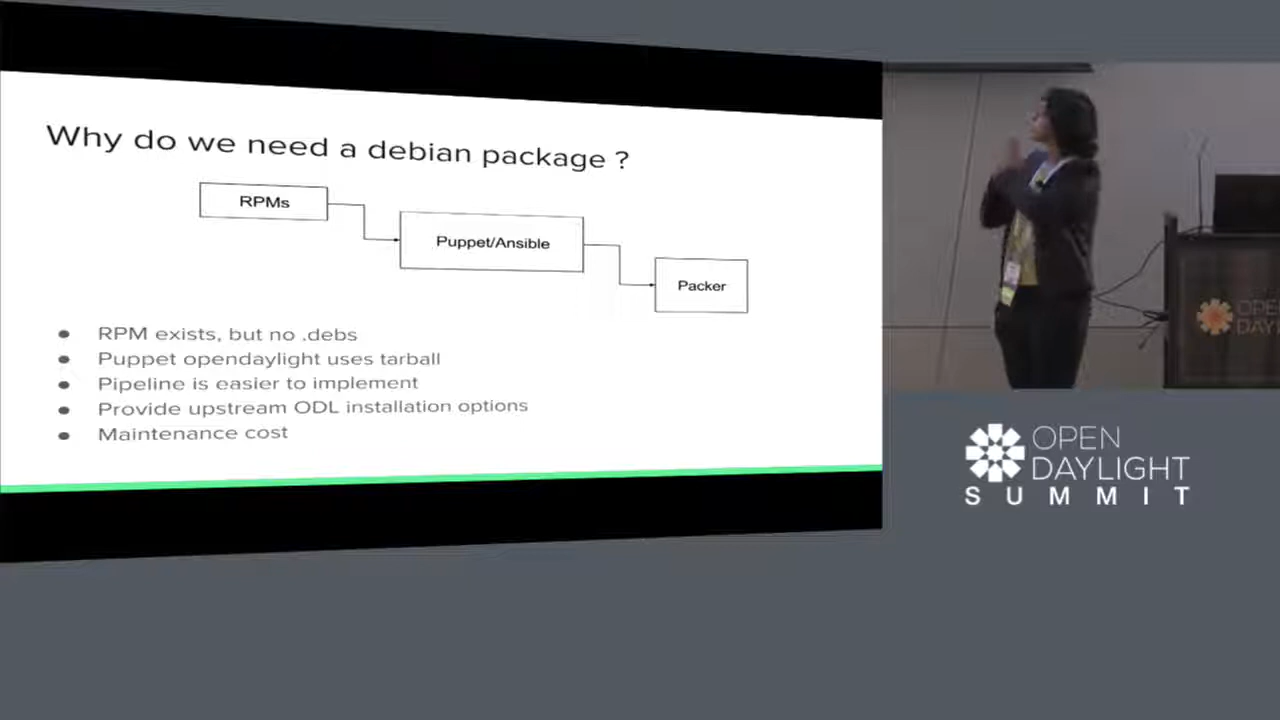 Why do we need a debian package ?
RPMs
Puppet/Ansible
Packer
RPM exists, but no .debs
Puppet opendaylight uses tarball
Pipeline is easier to implement
Provide upstream ODL installation options
Maintenance cost
OPEN
DAYLIGHT
SUMMIT